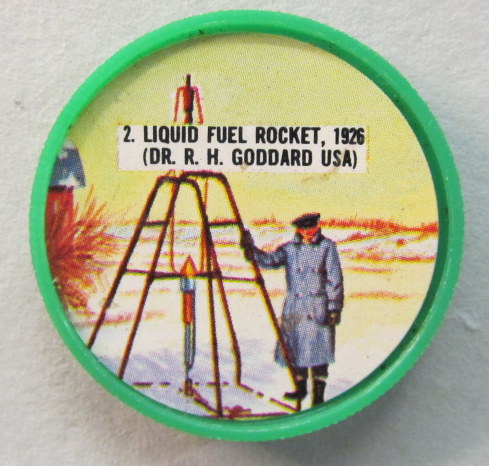 2. LIQUID FUEL ROCKET, 1926
(DR. R. H. GODDARD USA)